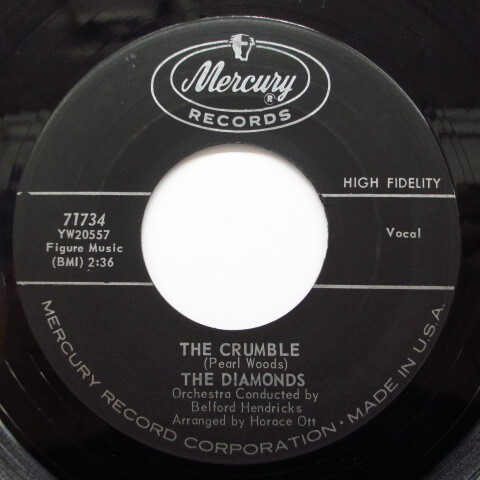 Mercury
®
RECORDS
HIGH FIDELITY
71734
YW20557
Figure Music
(BMI) 2:36
Vocal
THE CRUMBLE
(Pearl Woods)
THE DIAMONDS
Orchestra Conducted by
Belford Hendricks
Arranged by Horace Ott
MERCURY RECORD CORPORATION • MADE IN U.S.A.